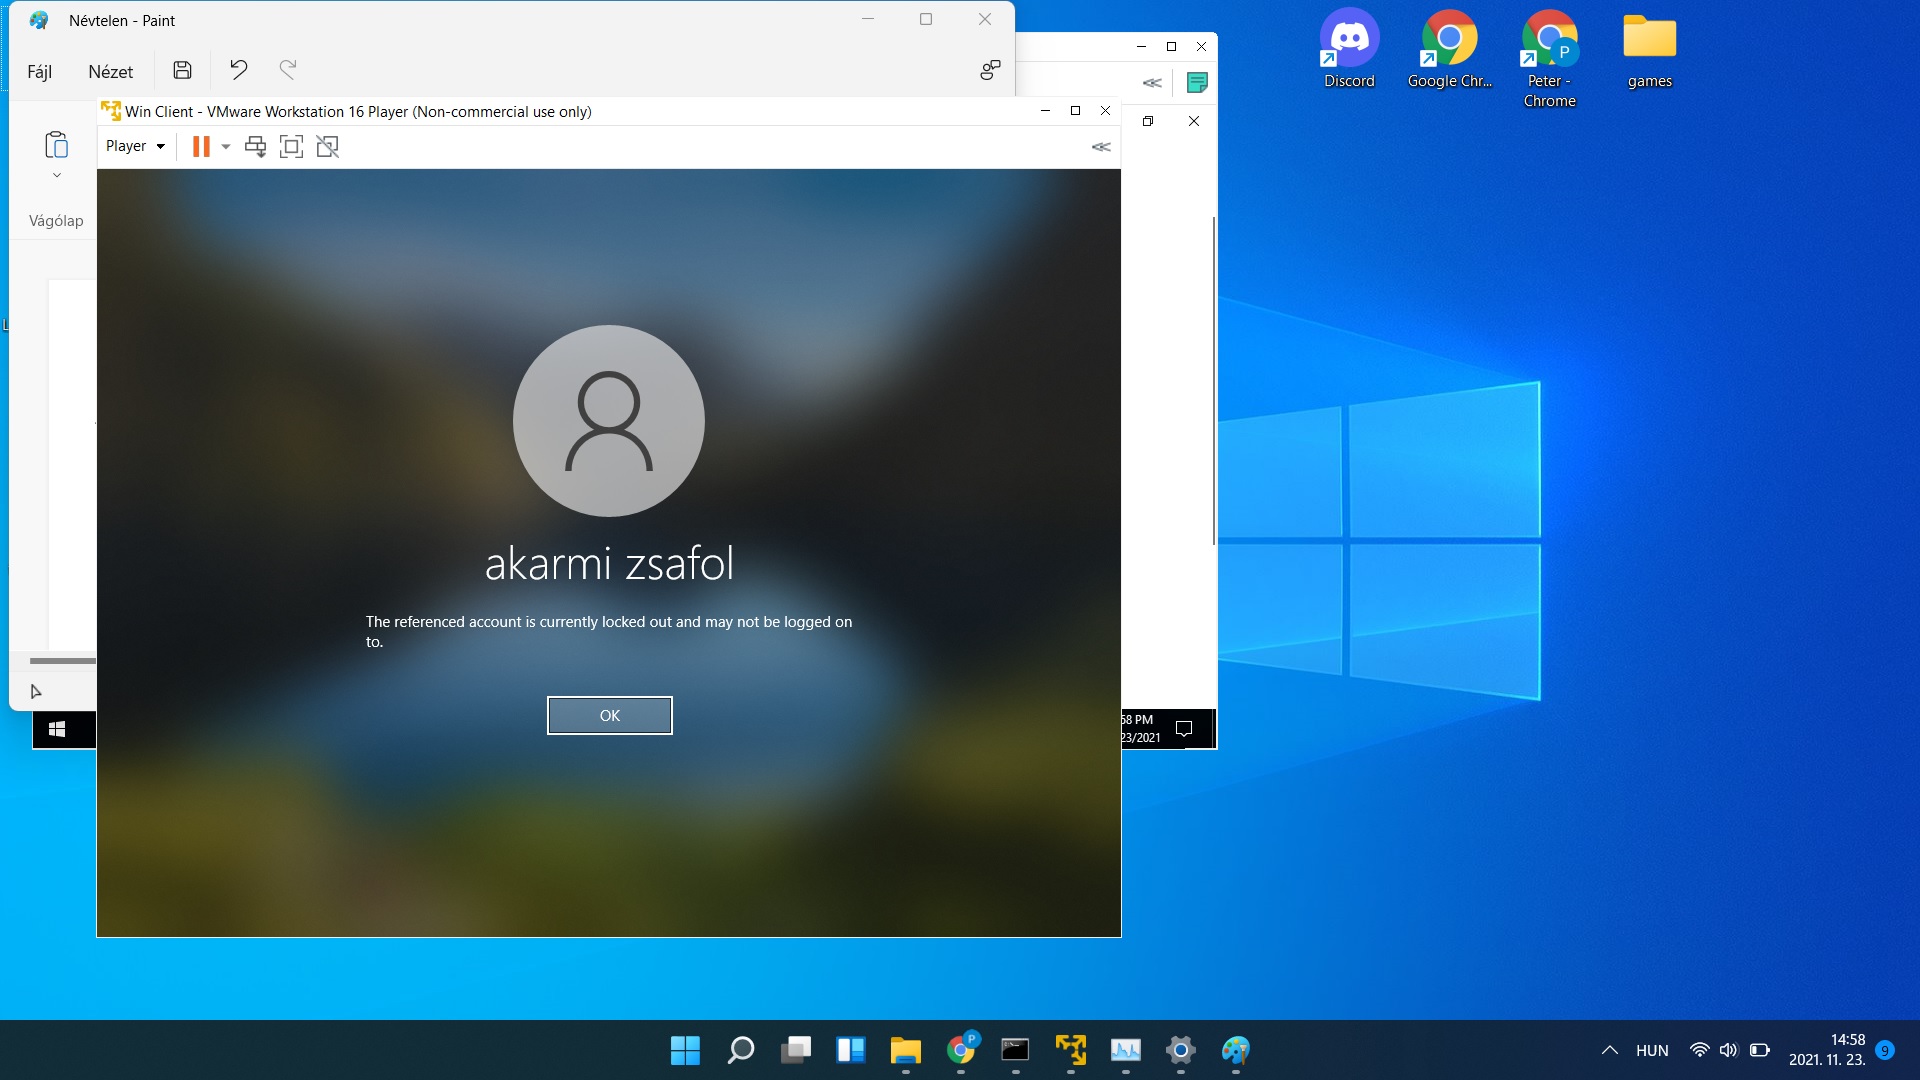 Névtelen - Paint
Fájl
Nézet
Vágólap
Win Client - VMware Workstation 16 Player (Non-commercial use only)
Player
akarmi zsafol
The referenced account is currently locked out and may not be logged on
to.
OK
58 PM
23/2021
Discord
Google Chr...
P
Peter -
Chrome
games
P
HUN
14:58
2021. 11. 23.
9